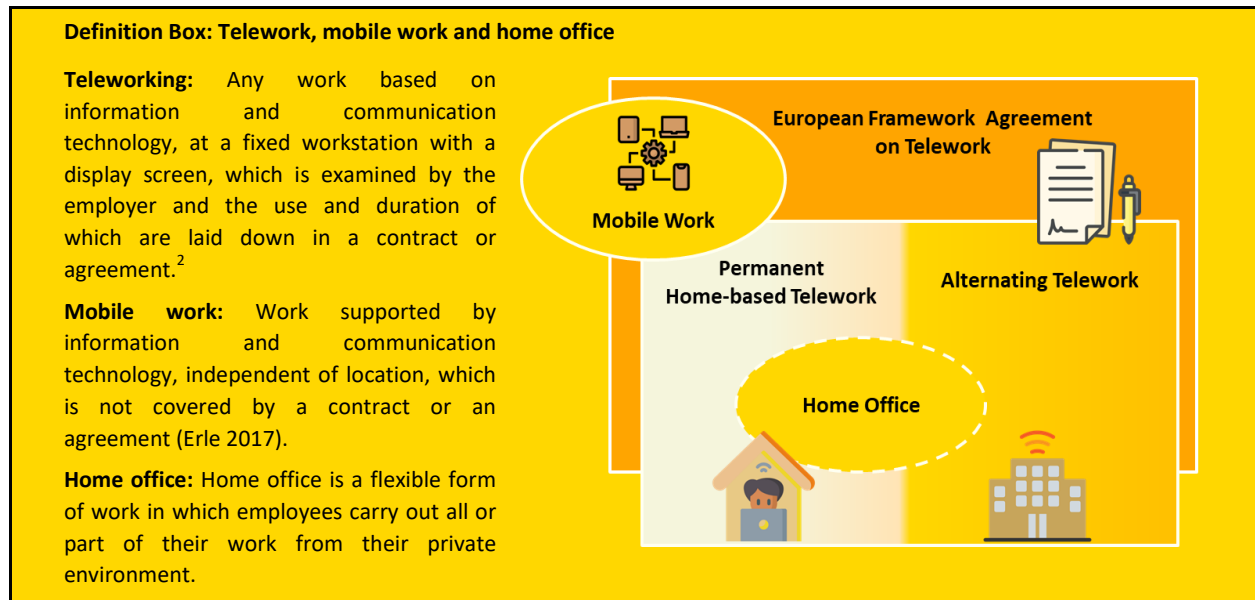 Definition Box: Telework, mobile work and home office
Teleworking: Any work based on
information and communication
technology, at a fixed workstation with a
display screen, which is examined by the
employer and the use and duration of
which are laid down in a contract or
agreement.2
Mobile work: Work supported by
information and communication
technology, independent of location, which
is not covered by a contract or an
agreement (Erle 2017).
Home office: Home office is a flexible form
of work in which employees carry out all or
part of their work from their private
environment.
European Framework Agreement
on Telework
Mobile Work
Permanent
Home-based Telework
Alternating Telework
Home Office